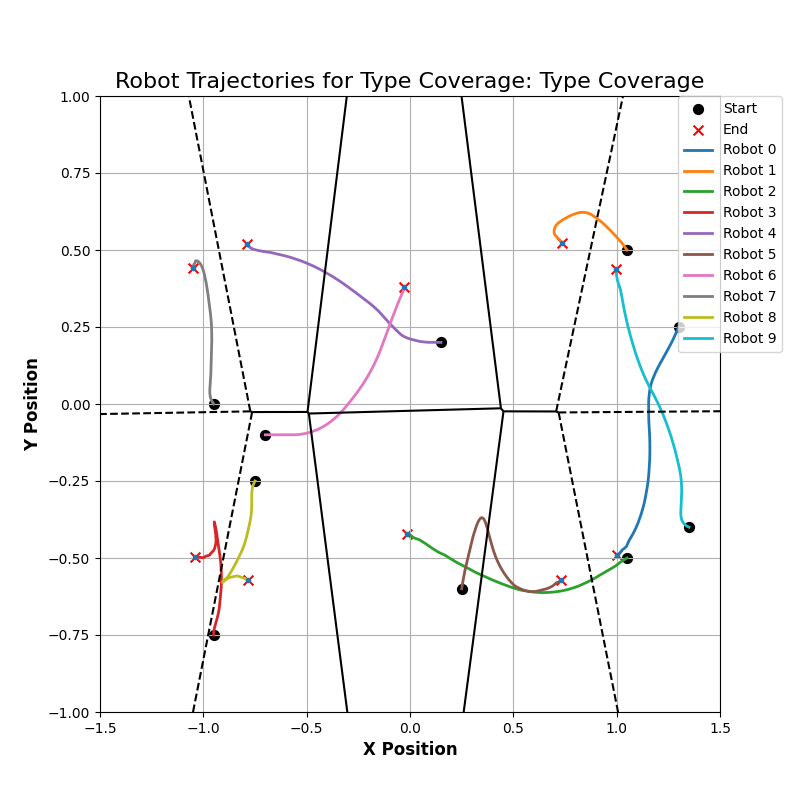 Robot Trajectories for Type Coverage: Type Coverage
Start
End
Robot 0
Robot 1
Robot 2
Robot 3
Robot 4
Robot 5
Robot 6
Robot 7
Robot 8
Robot 9
1.00
0.75
0.50
0.25
0.00
−0.25
−0.50
−0.75
−1.00
Y Position
−1.5
−1.0
−0.5
0.0
0.5
1.0
1.5
X Position